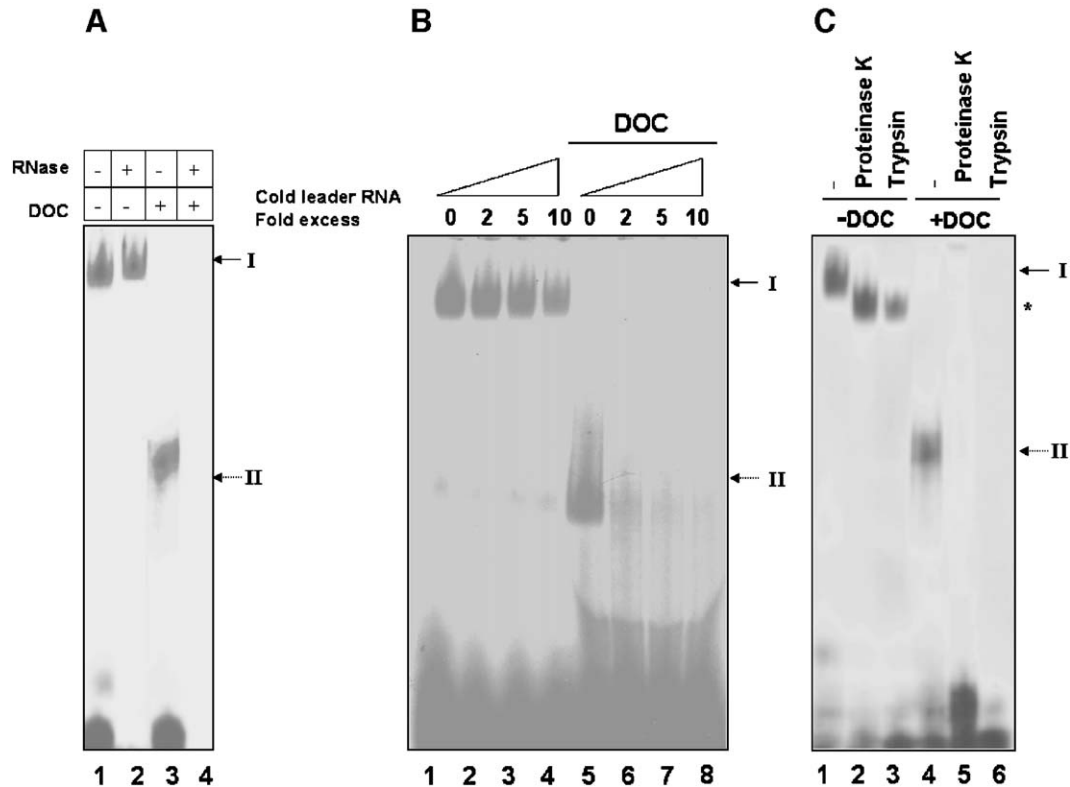 A
RNase - + - +
DOC - - + +
I
II
1 2 3 4
B
DOC
Cold leader RNA
Fold excess 0 2 5 10 0 2 5 10
I
II
1 2 3 4 5 6 7 8
C
- Proteinase K Trypsin - Proteinase K Trypsin
-DOC +DOC
I
*
II
1 2 3 4 5 6